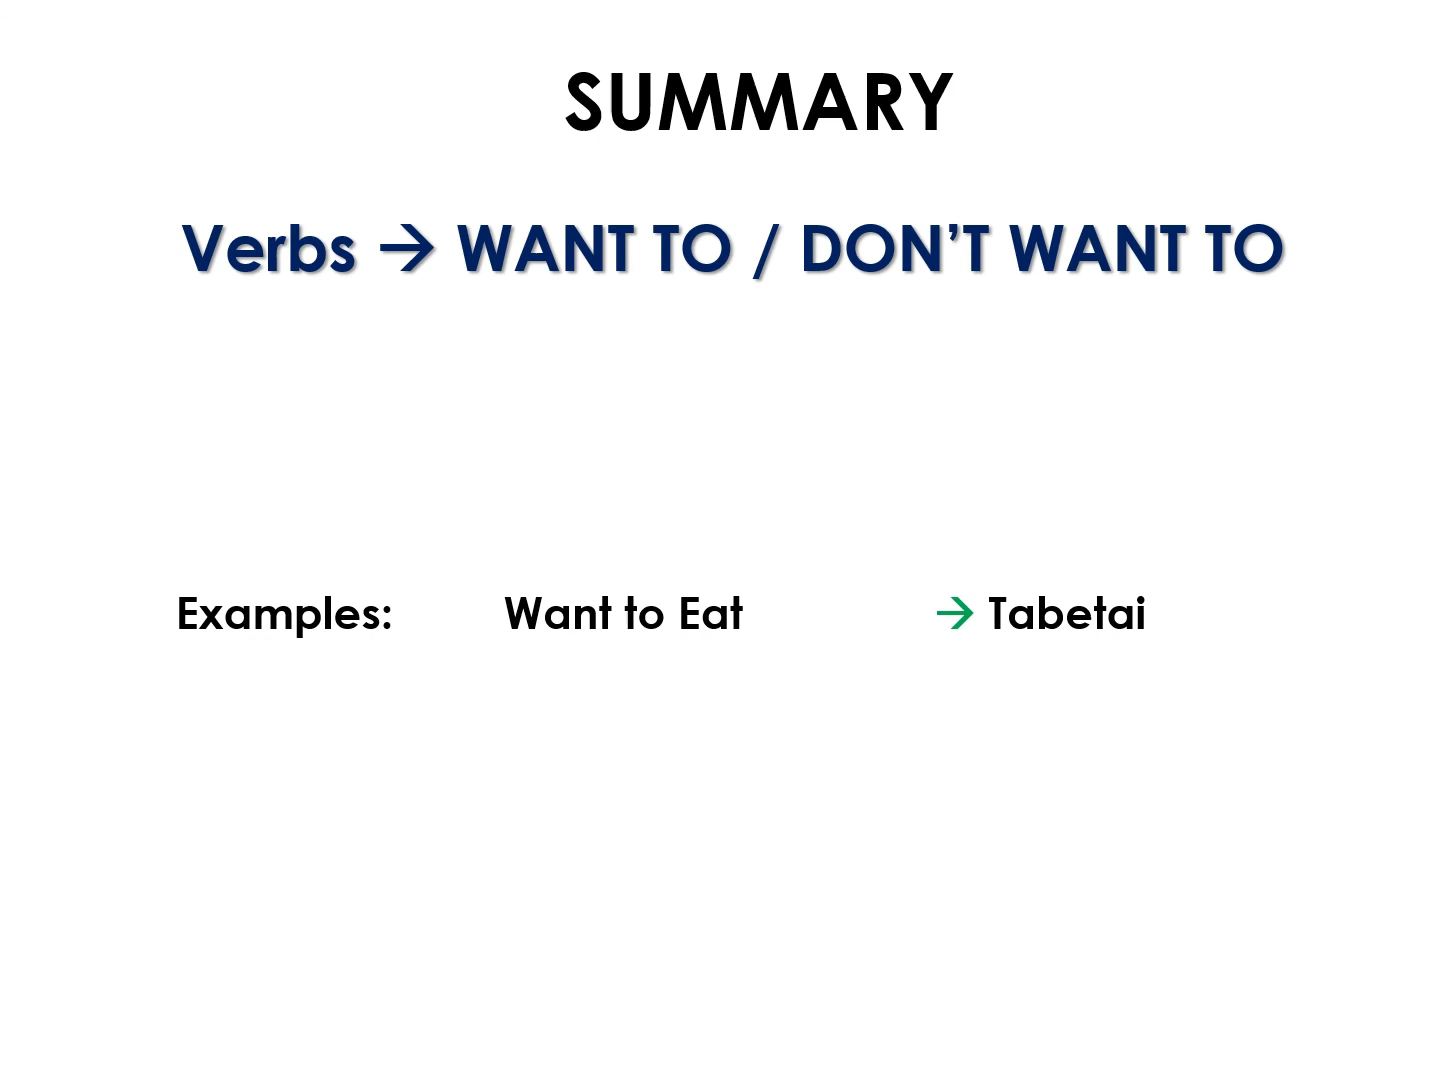 SUMMARY
Verbs → WANT TO / DON’T WANT TO
Examples: Want to Eat → Tabetai